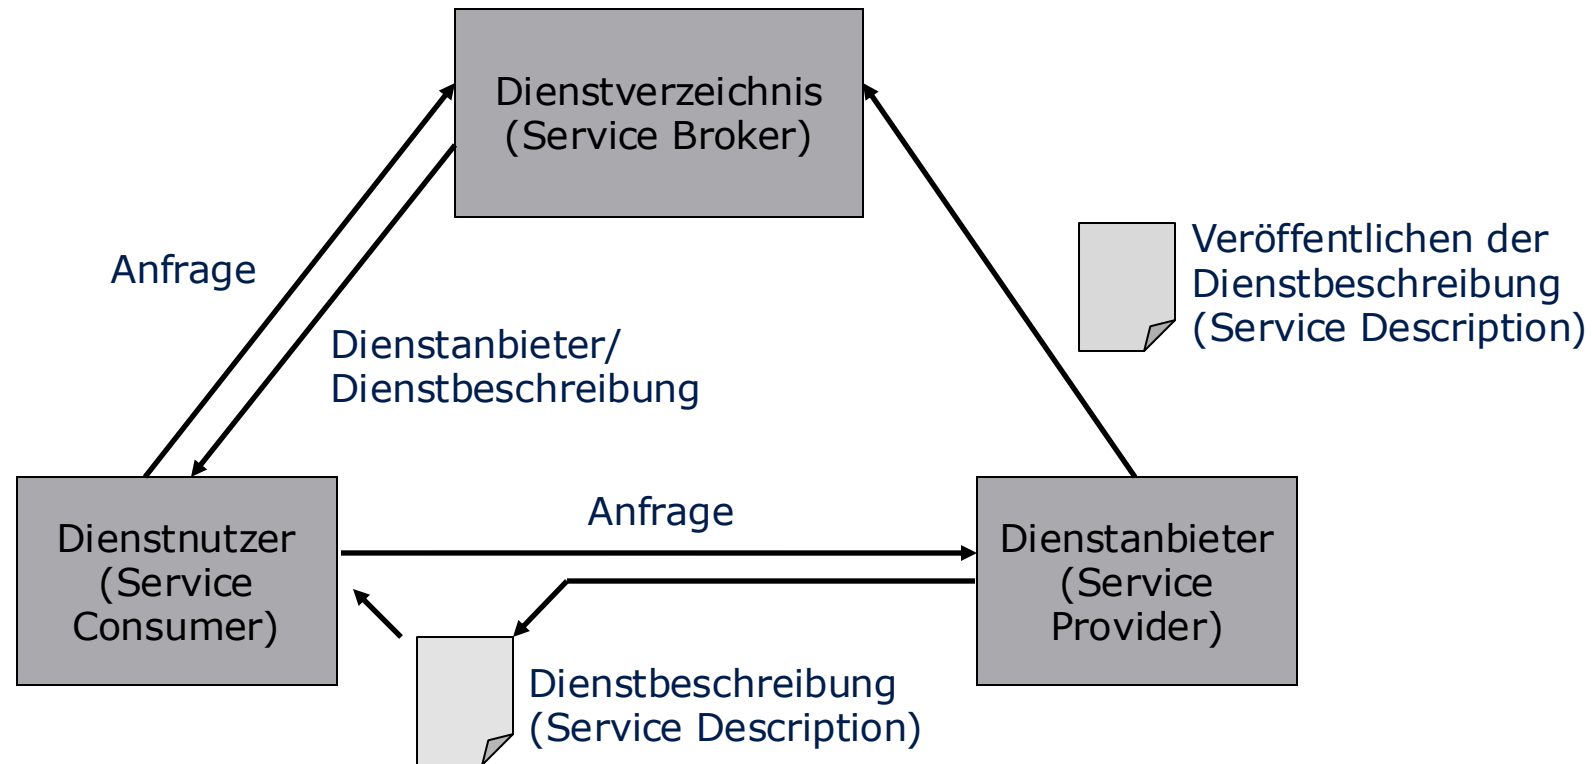 Dienstverzeichnis
(Service Broker)
Anfrage
Veröffentlichen der
Dienstbeschreibung
(Service Description)
Dienstanbieter/
Dienstbeschreibung
Dienstnutzer
(Service
Consumer)
Anfrage
Dienstanbieter
(Service
Provider)
Dienstbeschreibung
(Service Description)